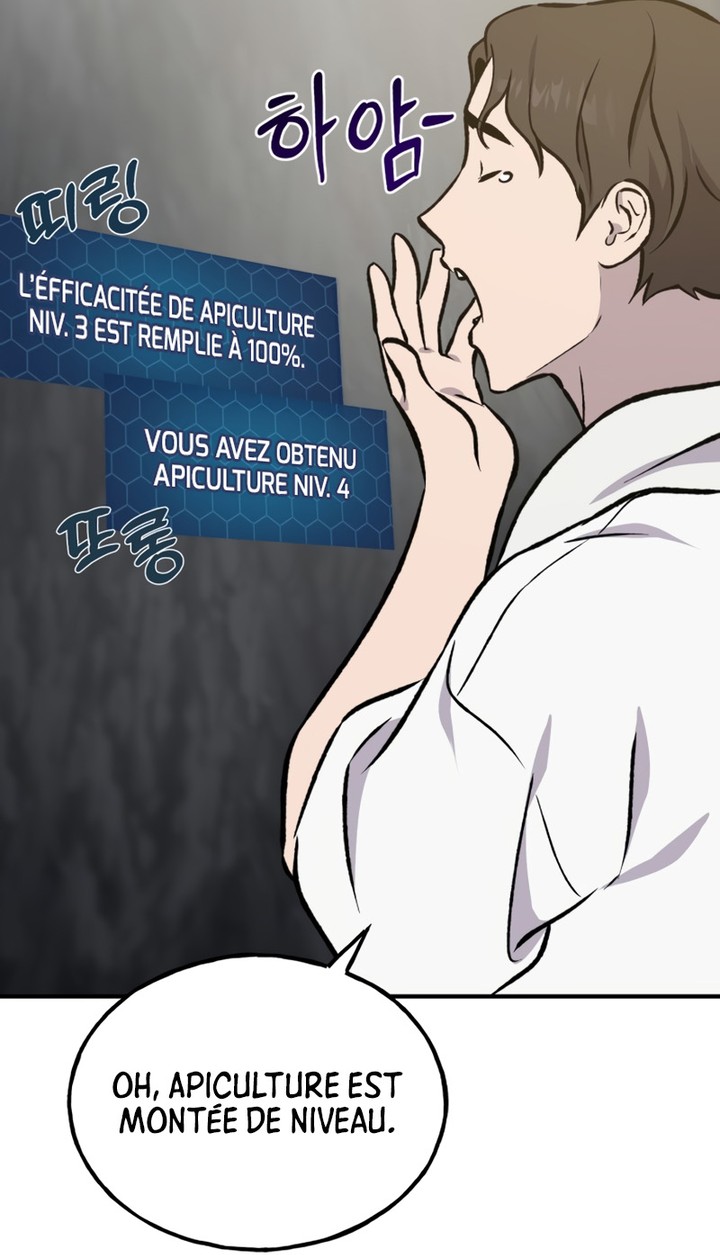 하암-
띠링
L'ÉFFICACITÉE DE APICULTURE
NIV. 3 EST REMPLIE À 100%.
VOUS AVEZ OBTENU
APICULTURE NIV. 4
또롱
OH, APICULTURE EST
MONTÉE DE NIVEAU.